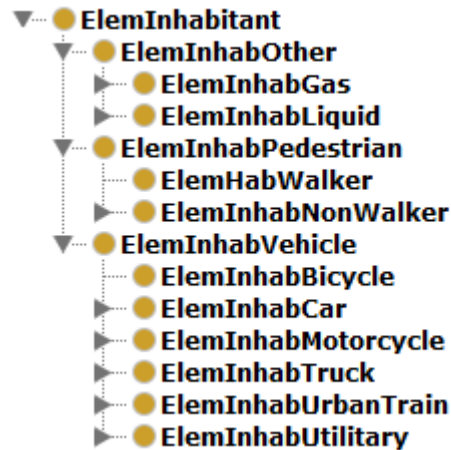 ElemInhabitant
ElemInhabOther
ElemInhabGas
ElemInhabLiquid
ElemInhabPedestrian
ElemHabWalker
ElemInhabNonWalker
ElemInhabVehicle
ElemInhabBicycle
ElemInhabCar
ElemInhabMotorcycle
ElemInhabTruck
ElemInhabUrbanTrain
ElemInhabUtilitary